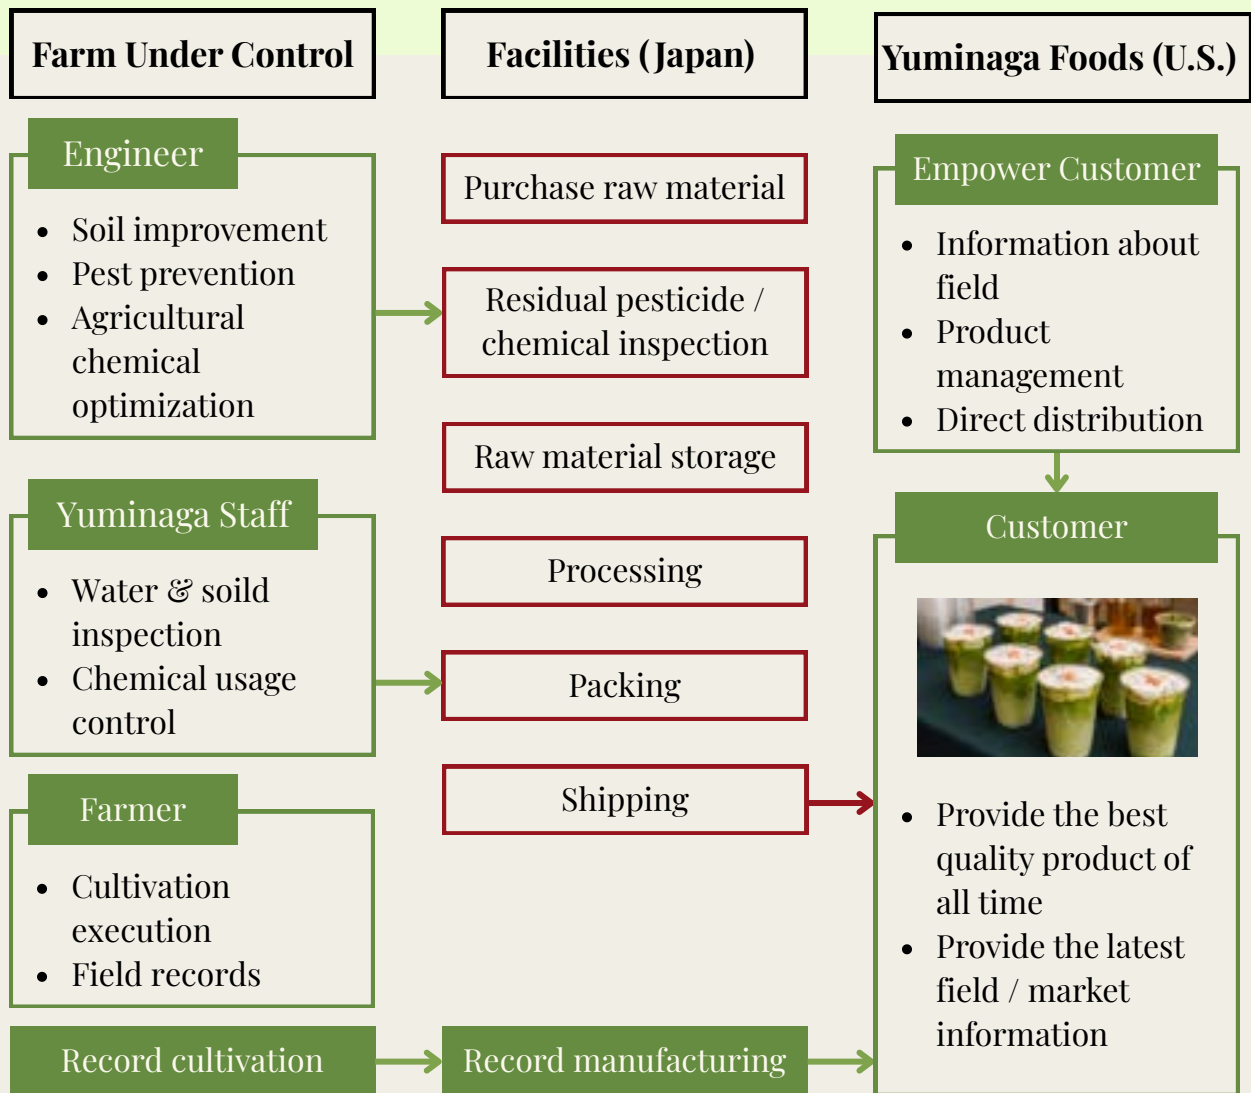 Farm Under Control
Engineer
• Soil improvement
• Pest prevention
• Agricultural
chemical
optimization
Yuminaga Staff
• Water & soild
inspection
• Chemical usage
control
Farmer
• Cultivation
execution
• Field records
Record cultivation
Facilities (Japan)
Purchase raw material
Residual pesticide /
chemical inspection
Raw material storage
Processing
Packing
Shipping
Record manufacturing
Yuminaga Foods (U.S.)
Empower Customer
• Information about
field
• Product
management
• Direct distribution
Customer
• Provide the best
quality product of
all time
• Provide the latest
field / market
information